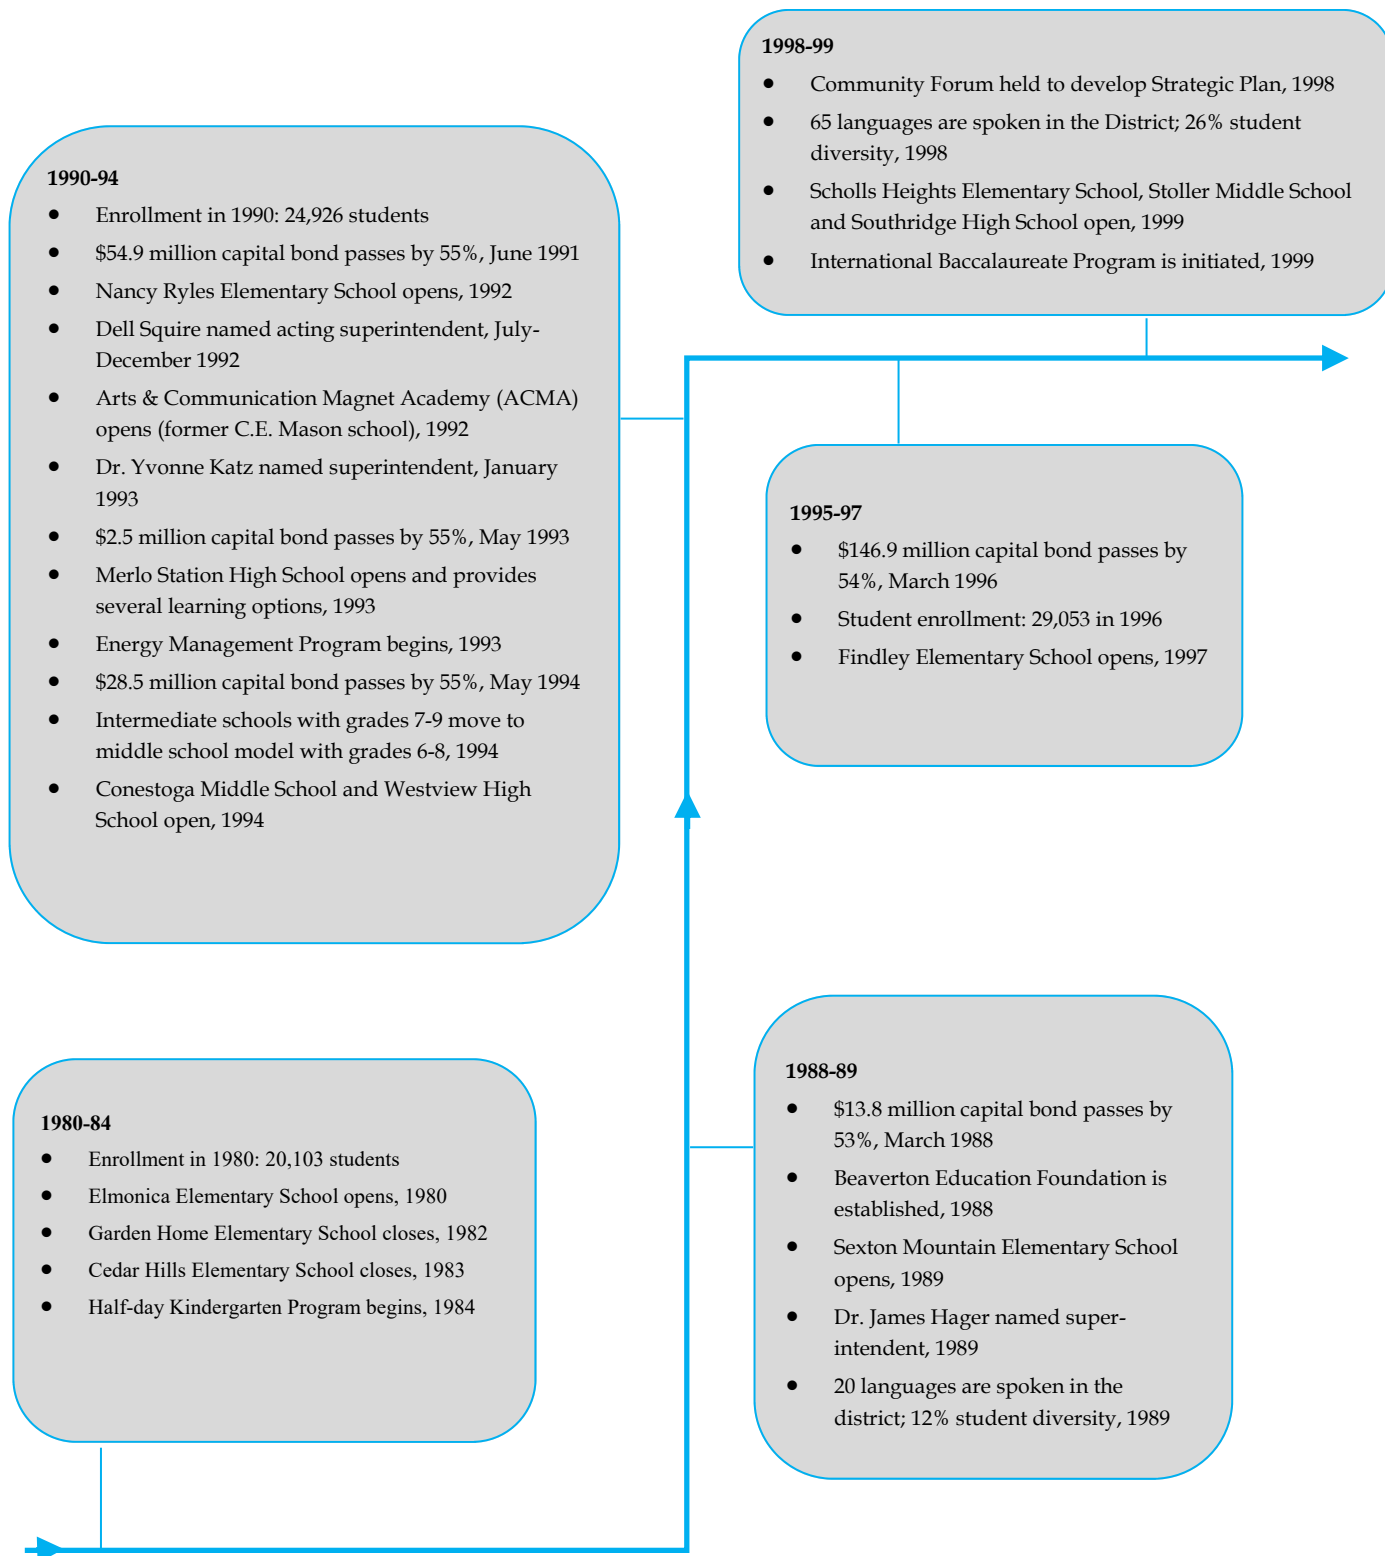 1998-99
● Community Forum held to develop Strategic Plan, 1998
● 65 languages are spoken in the District; 26% student
diversity, 1998
● Scholls Heights Elementary School, Stoller Middle School
and Southridge High School open, 1999
● International Baccalaureate Program is initiated, 1999
1990-94
● Enrollment in 1990: 24,926 students
● $54.9 million capital bond passes by 55%, June 1991
● Nancy Ryles Elementary School opens, 1992
● Dell Squire named acting superintendent, July-
December 1992
● Arts & Communication Magnet Academy (ACMA)
opens (former C.E. Mason school), 1992
● Dr. Yvonne Katz named superintendent, January
1993
● $2.5 million capital bond passes by 55%, May 1993
● Merlo Station High School opens and provides
several learning options, 1993
● Energy Management Program begins, 1993
● $28.5 million capital bond passes by 55%, May 1994
● Intermediate schools with grades 7-9 move to
middle school model with grades 6-8, 1994
● Conestoga Middle School and Westview High
School open, 1994
1995-97
● $146.9 million capital bond passes by
54%, March 1996
● Student enrollment: 29,053 in 1996
● Findley Elementary School opens, 1997
1980-84
● Enrollment in 1980: 20,103 students
● Elmonica Elementary School opens, 1980
● Garden Home Elementary School closes, 1982
● Cedar Hills Elementary School closes, 1983
● Half-day Kindergarten Program begins, 1984
1988-89
● $13.8 million capital bond passes by
53%, March 1988
● Beaverton Education Foundation is
established, 1988
● Sexton Mountain Elementary School
opens, 1989
● Dr. James Hager named super-
intendent, 1989
● 20 languages are spoken in the
district; 12% student diversity, 1989